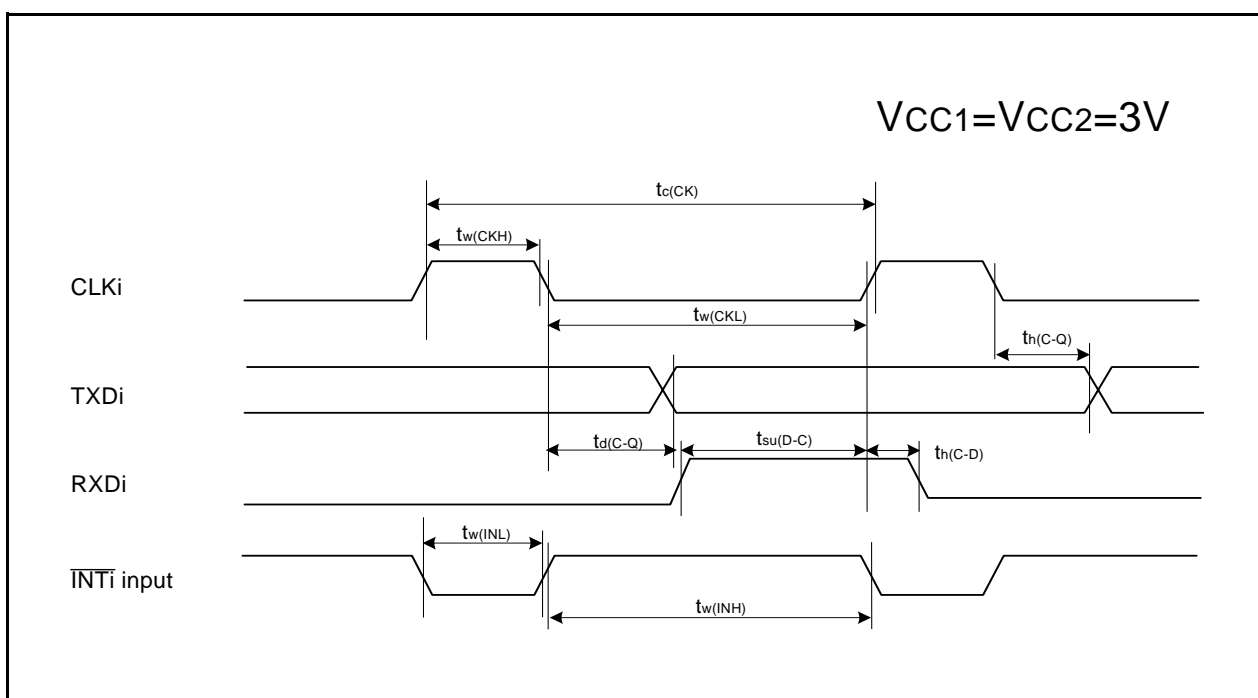 VCC1=VCC2=3V
tc(CK)
tw(CKH)
CLKi
tw(CKL)
th(C-Q)
TXDi
td(C-Q)
tsu(D-C)
th(C-D)
RXDi
tw(INL)
INTi input
tw(INH)